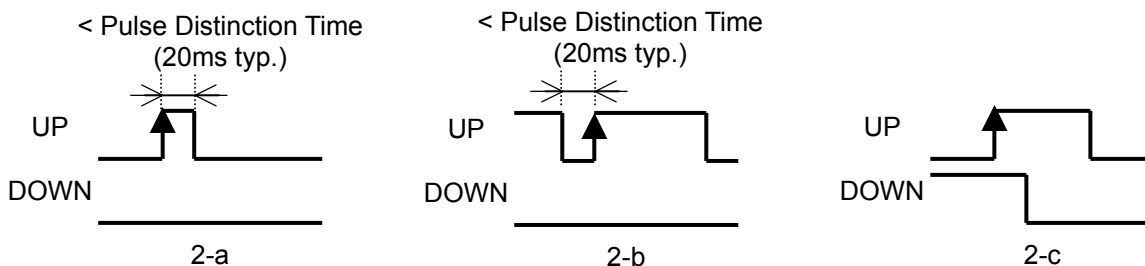 < Pulse Distinction Time
(20ms typ.)
UP
DOWN
2-a
< Pulse Distinction Time
(20ms typ.)
UP
DOWN
2-b
UP
DOWN
2-c